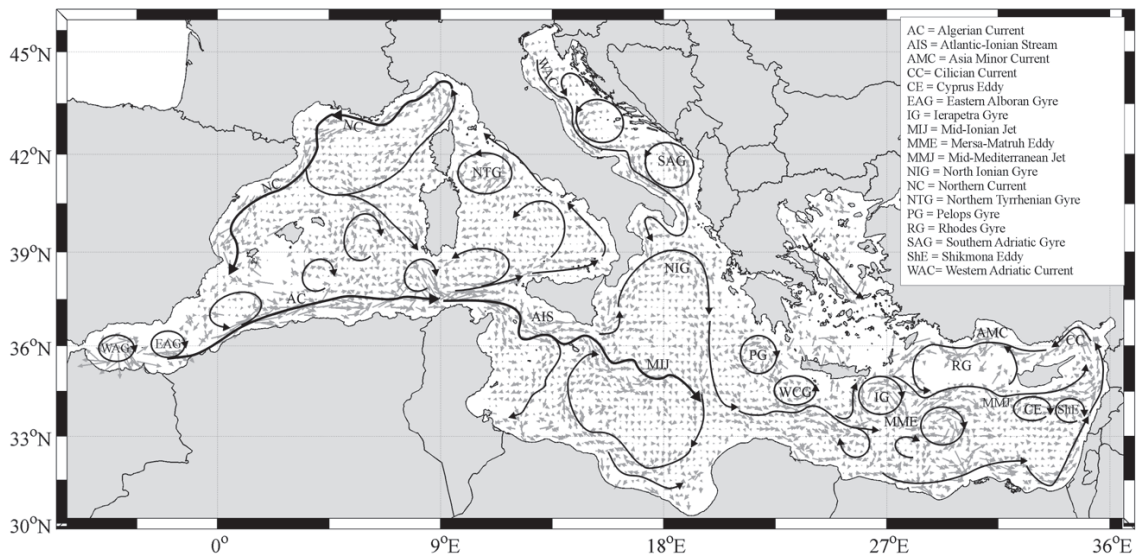 45°N
42°N
39°N
36°N
33°N
30°N
0°
9°E
18°E
27°E
36°E
AC = Algerian Current
AIS = Atlantic-Ionian Stream
AMC = Asia Minor Current
CC= Cilician Current
CE = Cyprus Eddy
EAG = Eastern Alboran Gyre
IG = Ierapetra Gyre
MIJ = Mid-Ionian Jet
MME = Mersa-Matruh Eddy
MMJ = Mid-Mediterranean Jet
NIG = North Ionian Gyre
NC = Northern Current
NTG = Northern Tyrrhenian Gyre
PG = Pelops Gyre
RG = Rhodes Gyre
SAG = Southern Adriatic Gyre
ShE = Shikmona Eddy
WAC= Western Adriatic Current
WAC
NC
SAG
NTG
NC
NIG
AC
AIS
AMC
CC
WAG
EAG
PG
MIJ
RG
WCG
IG
MMJ
CE
ShE
MME